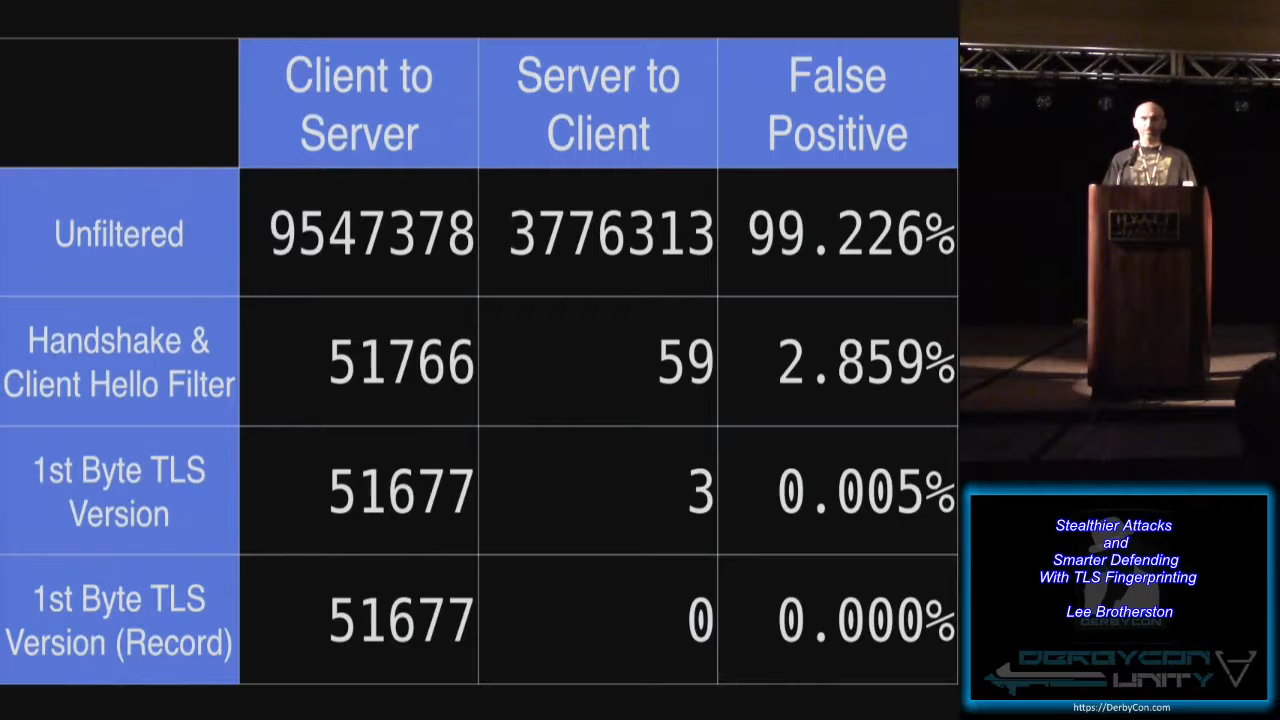 Client to
Server
Server to
Client
False
Positive
Unfiltered
9547378
3776313
99.226%
Handshake &
Client Hello Filter
51766
59
2.859%
1st Byte TLS
Version
51677
3
0.005%
1st Byte TLS
Version (Record)
51677
0
0.000%
HYATT
Stealthier Attacks
and
Smarter Defending
With TLS Fingerprinting
Lee Brotherston
DERBYCON
DERBYCON
UNITY
https://DerbyCon.com